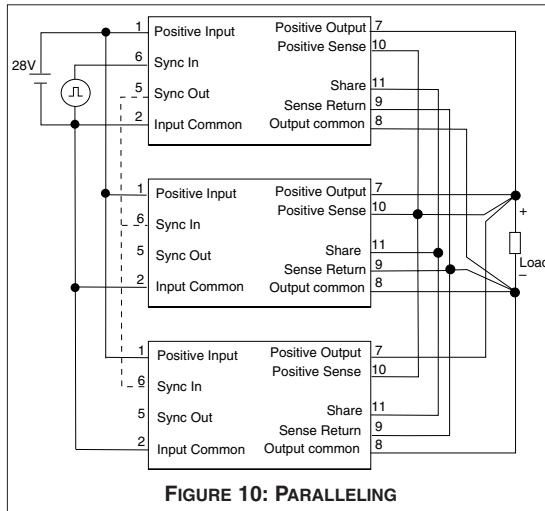 1 Positive Input Positive Output 7
Positive Sense 10
28V
6 Sync In
Share 11
5 Sync Out
Sense Return 9
2 Input Common Output common 8
1 Positive Input Positive Output 7
Positive Sense 10
+
6 Sync In
5 Sync Out Share 11
Load
Sense Return 9
–
2 Input Common Output common 8
1 Positive Input Positive Output 7
Positive Sense 10
6 Sync In
5 Sync Out Share 11
Sense Return 9
2 Input Common Output common 8
FIGURE 10: PARALLELING